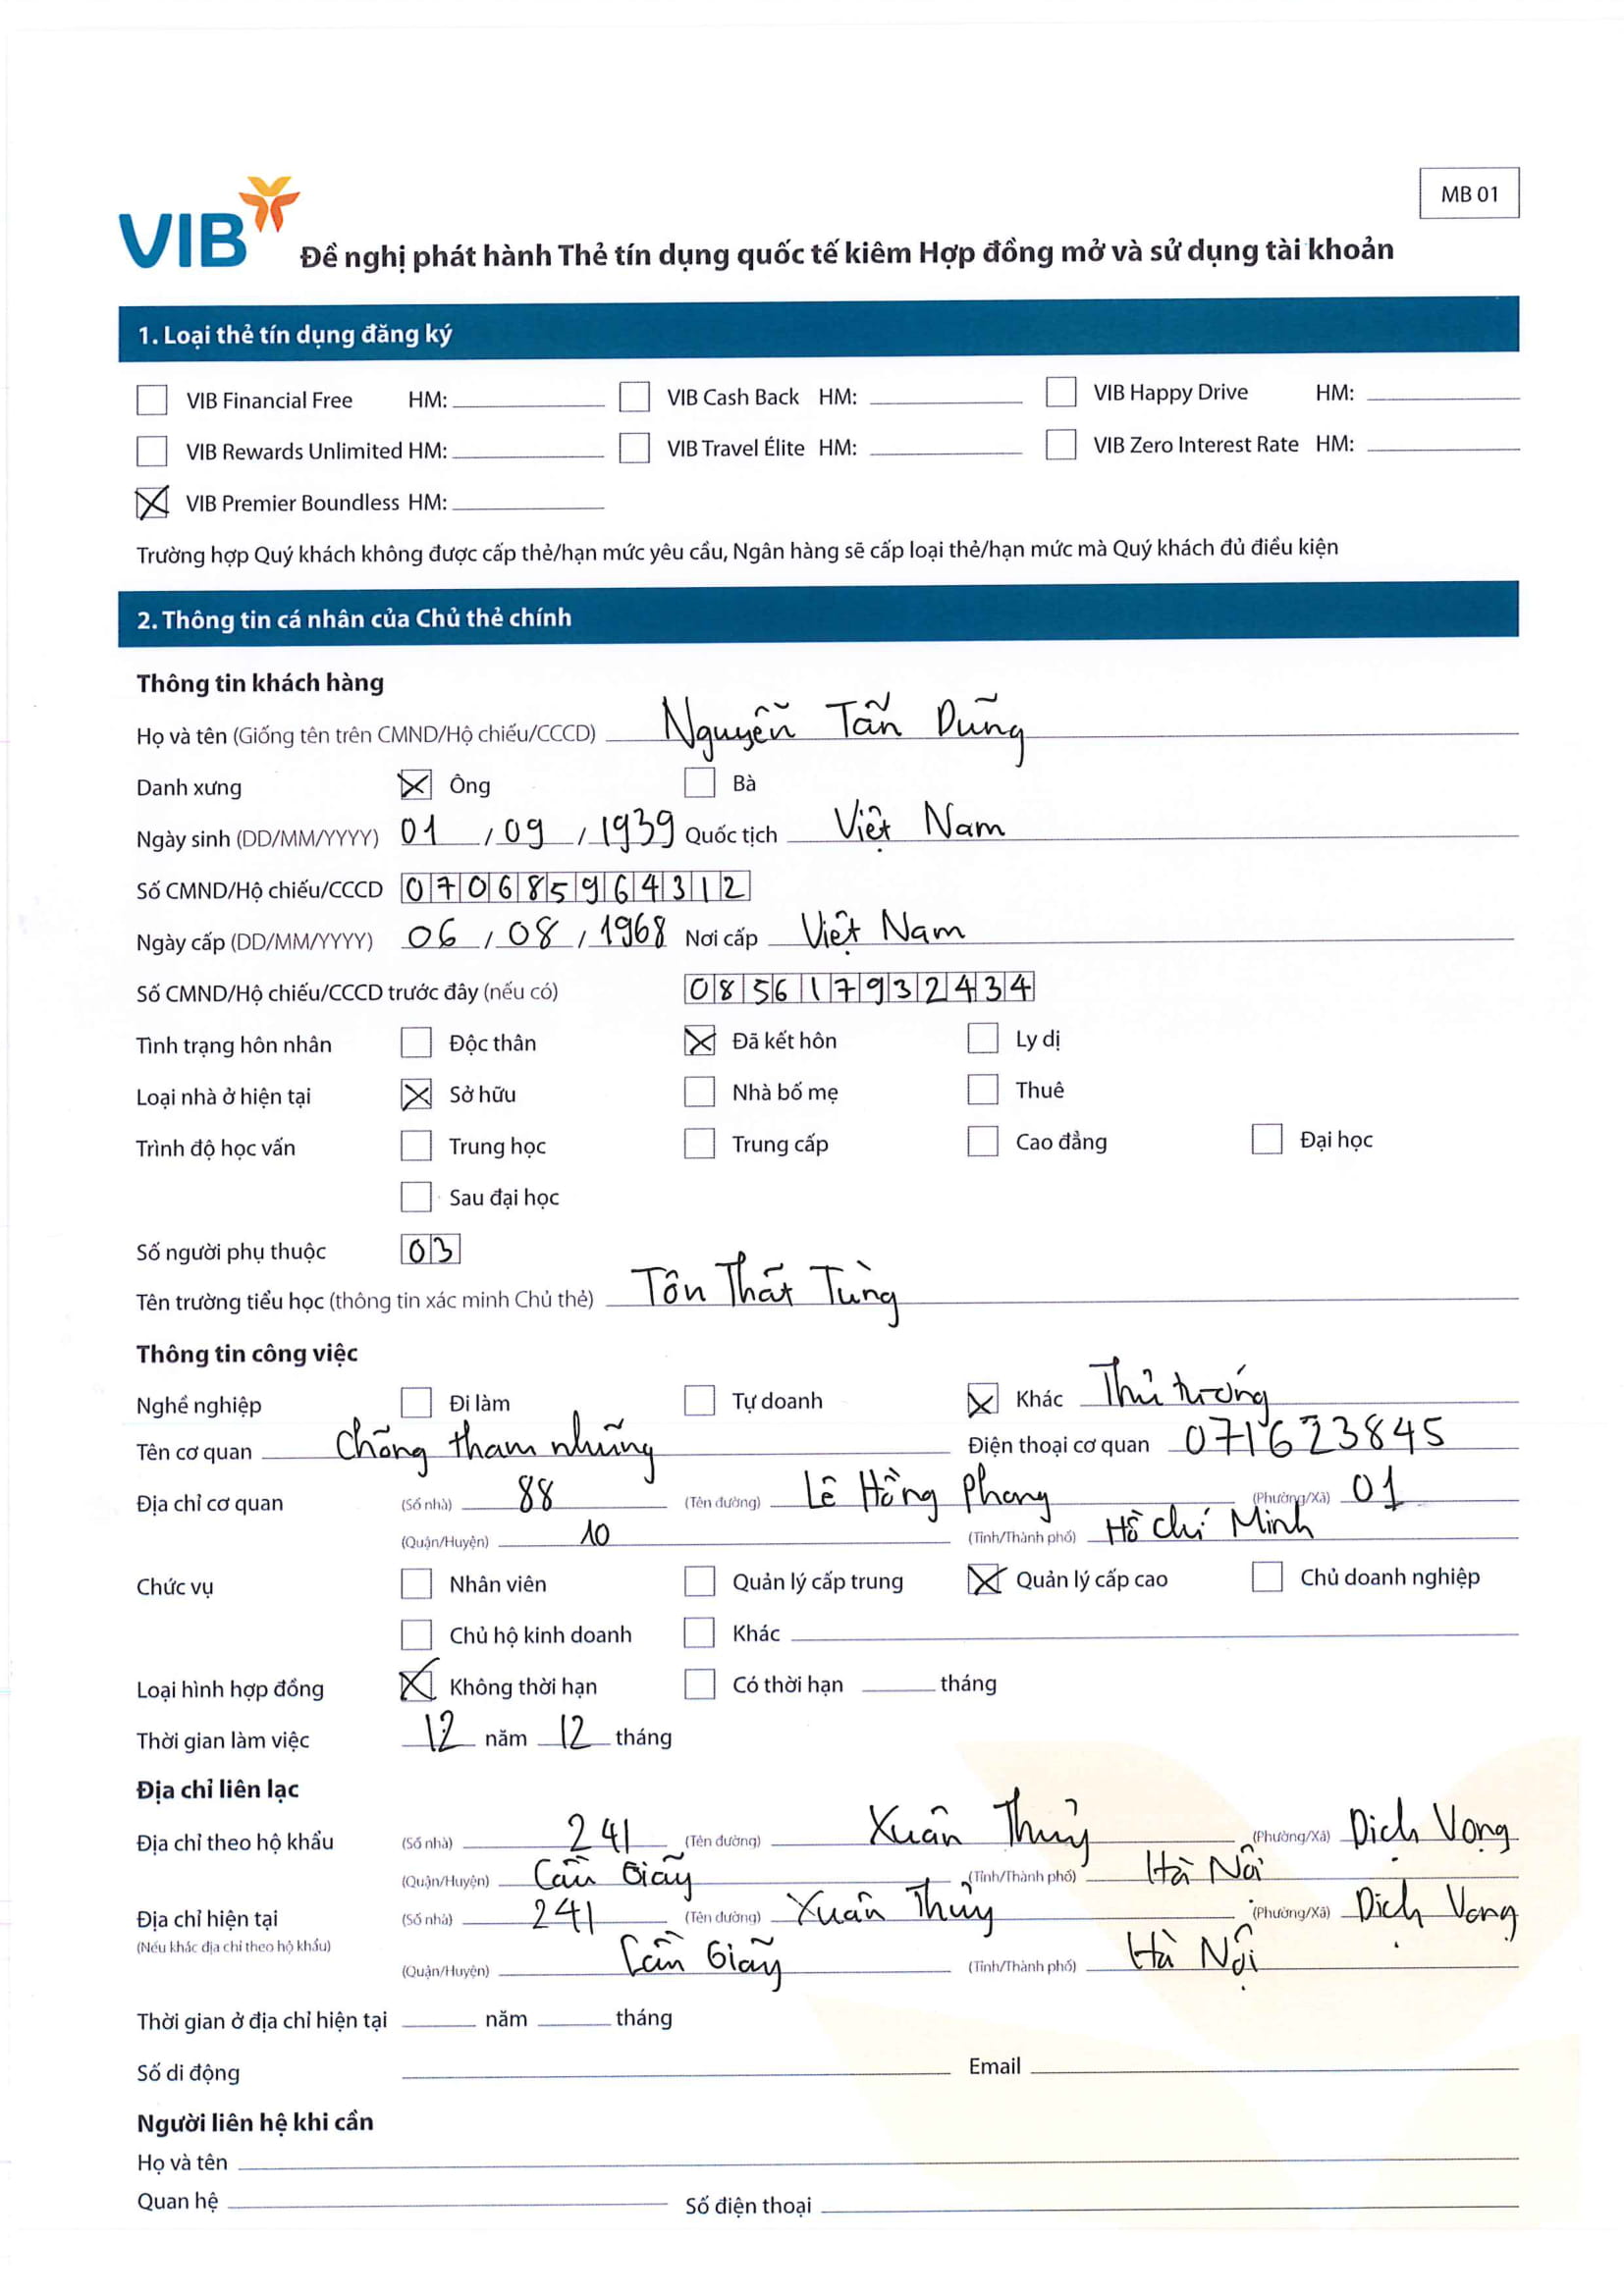 MB 01
VIB
Đề nghị phát hành Thẻ tín dụng quốc tế kiêm Hợp đồng mở và sử dụng tài khoản
1. Loại thẻ tín dụng đăng ký
VIB Financial Free HM: VIB Cash Back HM: VIB Happy Drive HM:
VIB Rewards Unlimited HM: VIB Travel Élite HM: VIB Zero Interest Rate HM:
VIB Premier Boundless HM:
Trường hợp Quý khách không được cấp thẻ/hạn mức yêu cầu, Ngân hàng sẽ cấp loại thẻ/hạn mức mà Quý khách đủ điều kiện
2. Thông tin cá nhân của Chủ thẻ chính
Thông tin khách hàng
Họ và tên (Giống tên trên CMND/Hộ chiếu/CCCD) Nguyễn Tấn Dũng
Danh xưng Ông Bà
Ngày sinh (DD/MM/YYYY) 01 / 09 / 1939 Quốc tịch Việt Nam
Số CMND/Hộ chiếu/CCCD 070685964312
Ngày cấp (DD/MM/YYYY) 06 / 08 / 1968 Nơi cấp Việt Nam
Số CMND/Hộ chiếu/CCCD trước đây (nếu có) 085617932434
Tình trạng hôn nhân Độc thân Đã kết hôn Ly dị
Loại nhà ở hiện tại Sở hữu Nhà bố mẹ Thuê
Trình độ học vấn Trung học Trung cấp Cao đẳng Đại học
Sau đại học
Số người phụ thuộc 03
Tên trường tiểu học (thông tin xác minh Chủ thẻ) Tôn Thất Tùng
Thông tin công việc
Nghề nghiệp Đi làm Tự doanh Khác Thủ tướng
Tên cơ quan chống tham nhũng Điện thoại cơ quan 071623845
Địa chỉ cơ quan (Số nhà) 88 (Tên đường) Lê Hồng Phong (Phường/Xã) 01
(Quận/Huyện) 10 (Tỉnh/Thành phố) Hồ Chí Minh
Chức vụ Nhân viên Quản lý cấp trung Quản lý cấp cao Chủ doanh nghiệp
Chủ hộ kinh doanh Khác
Loại hình hợp đồng Không thời hạn Có thời hạn tháng
Thời gian làm việc 12 năm 12 tháng
Địa chỉ liên lạc
Địa chỉ theo hộ khẩu (Số nhà) 241 (Tên đường) Xuân Thủy (Phường/Xã) Dịch Vọng
(Quận/Huyện) Cầu Giấy (Tỉnh/Thành phố) Hà Nội
Địa chỉ hiện tại (Số nhà) 241 (Tên đường) Xuân Thủy (Phường/Xã) Dịch Vọng
(Nếu khác địa chỉ theo hộ khẩu)
(Quận/Huyện) Cầu Giấy (Tỉnh/Thành phố) Hà Nội
Thời gian ở địa chỉ hiện tại năm tháng
Số di động Email
Người liên hệ khi cần
Họ và tên
Quan hệ Số điện thoại